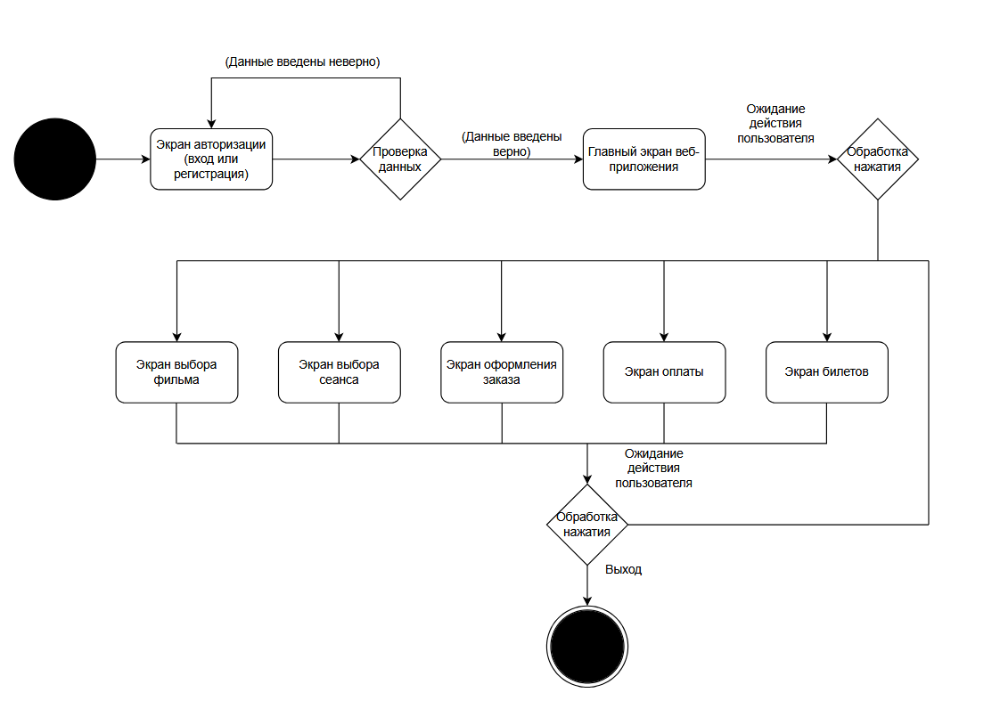 (Данные введены неверно)
Экран авторизации
(вход или
регистрация)
Проверка
данных
(Данные введены
верно)
Главный экран веб-
приложения
Ожидание
действия
пользователя
Обработка
нажатия
Экран выбора
фильма
Экран выбора
сеанса
Экран оформления
заказа
Экран оплаты
Экран билетов
Ожидание
действия
пользователя
Обработка
нажатия
Выход